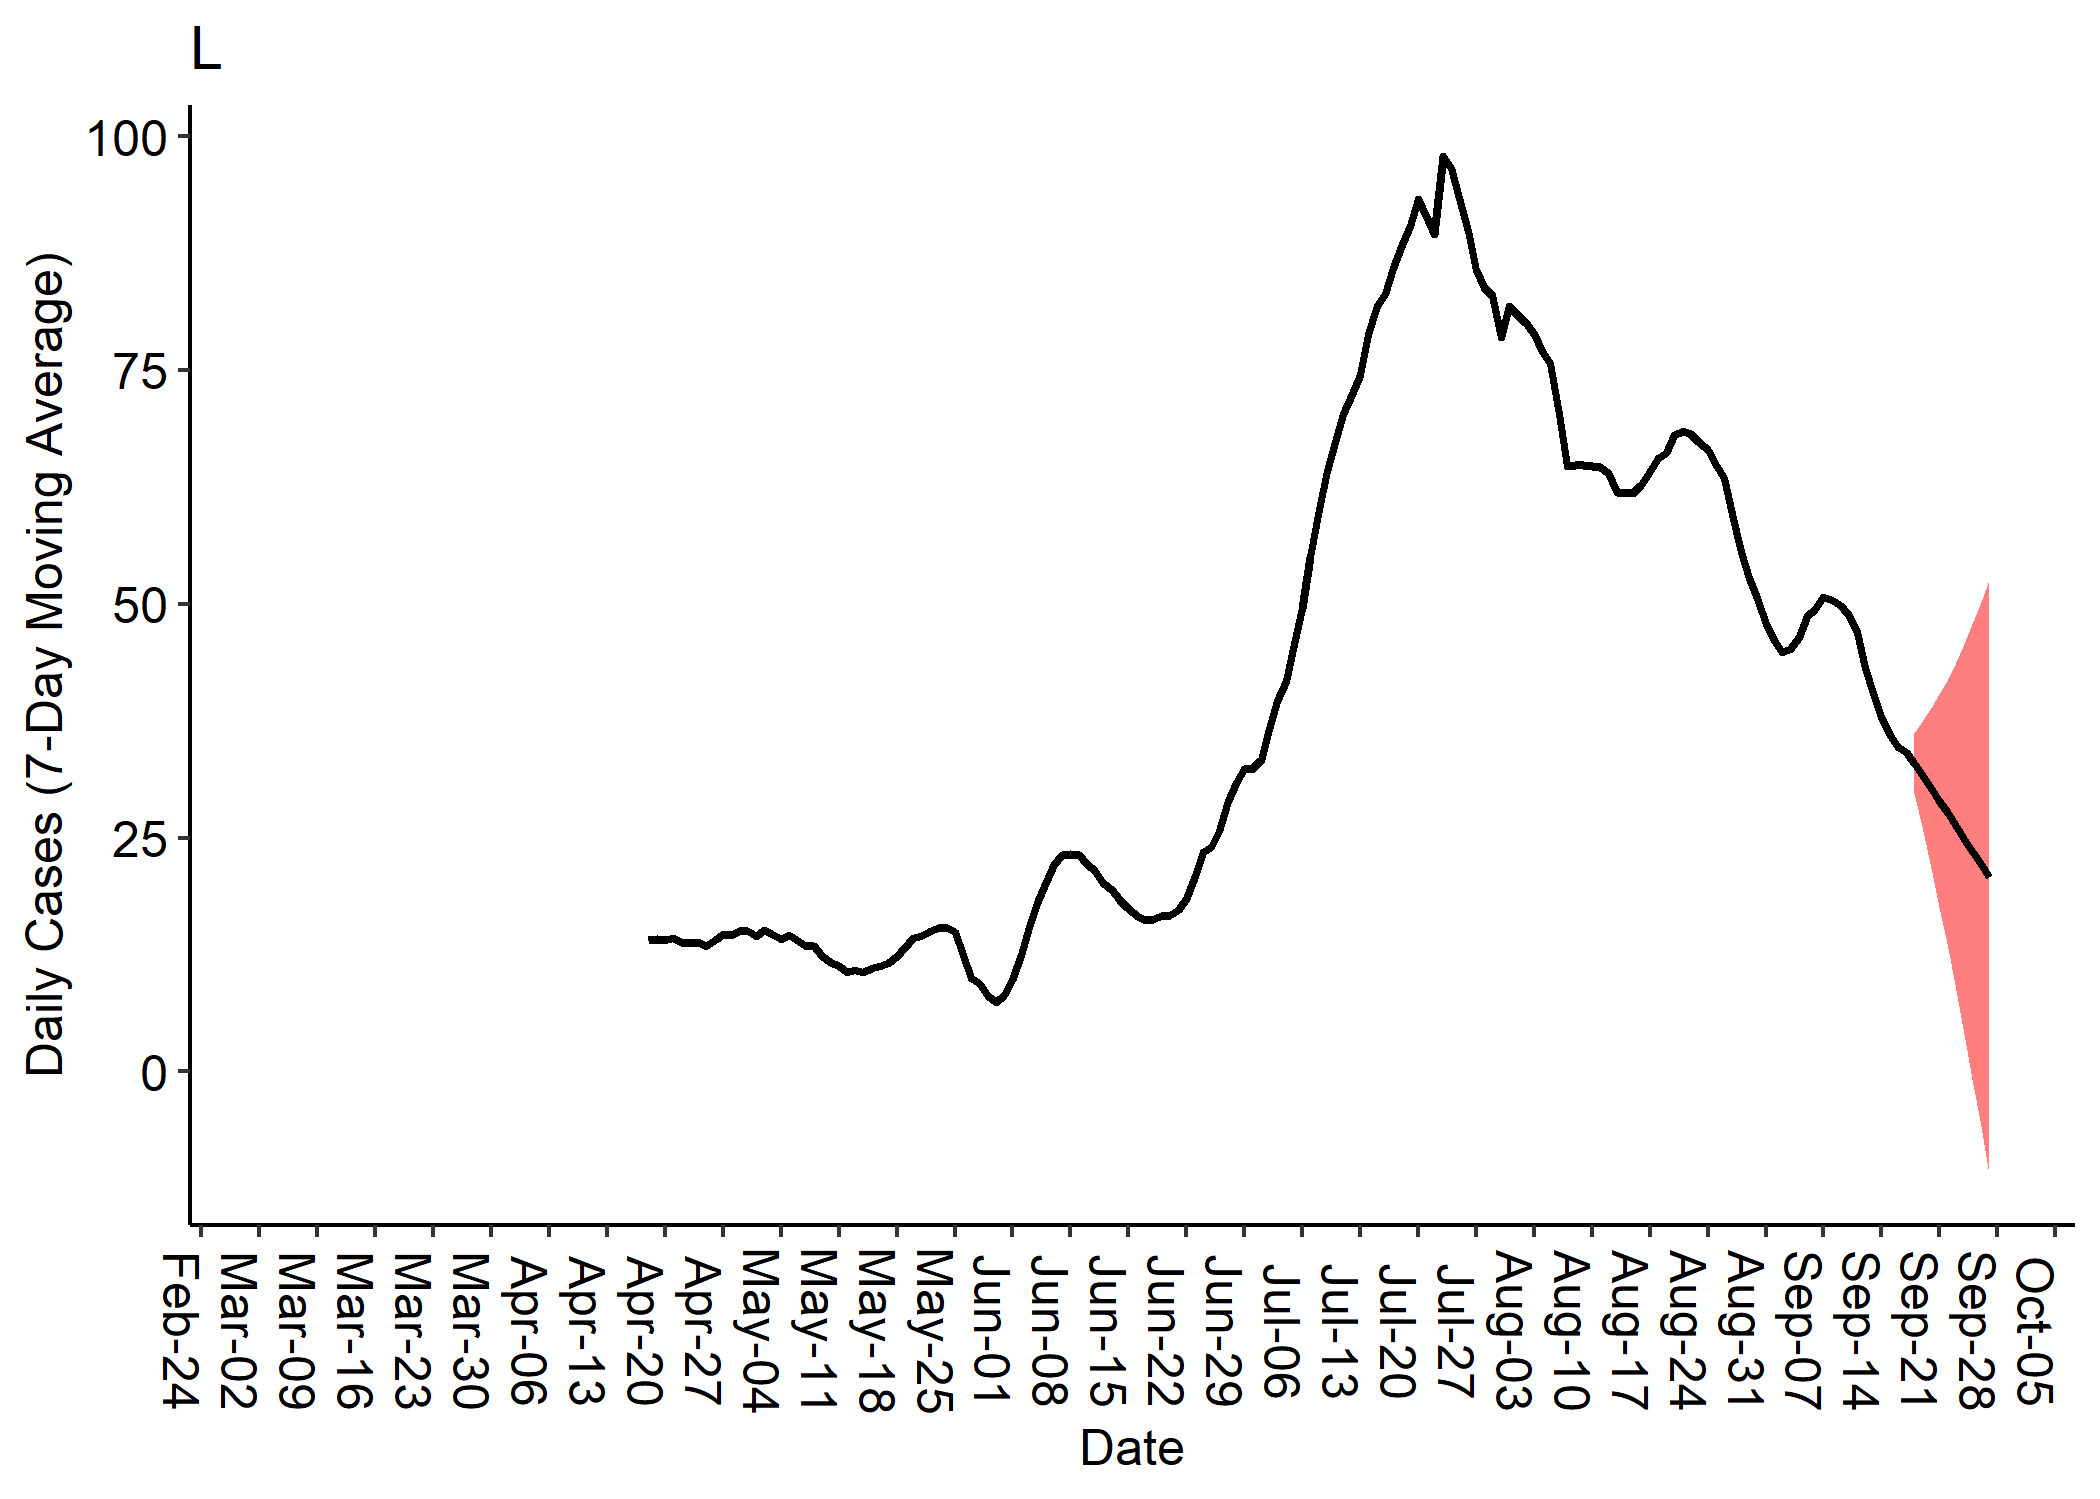 L
Daily Cases (7-Day Moving Average)
100
75
50
25
0
Feb-24
Mar-02
Mar-09
Mar-16
Mar-23
Mar-30
Apr-06
Apr-13
Apr-20
Apr-27
May-04
May-11
May-18
May-25
Jun-01
Jun-08
Jun-15
Jun-22
Jun-29
Jul-06
Jul-13
Jul-20
Jul-27
Aug-03
Aug-10
Aug-17
Aug-24
Aug-31
Sep-07
Sep-14
Sep-21
Sep-28
Oct-05
Date